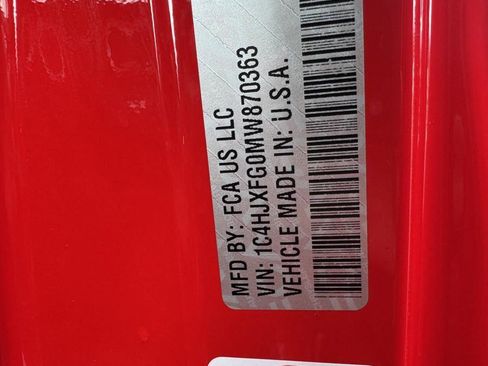 MFD BY: FCA US LLC
VIN: 1C4HJXFG0MW870363
VEHICLE MADE IN: U.S.A.